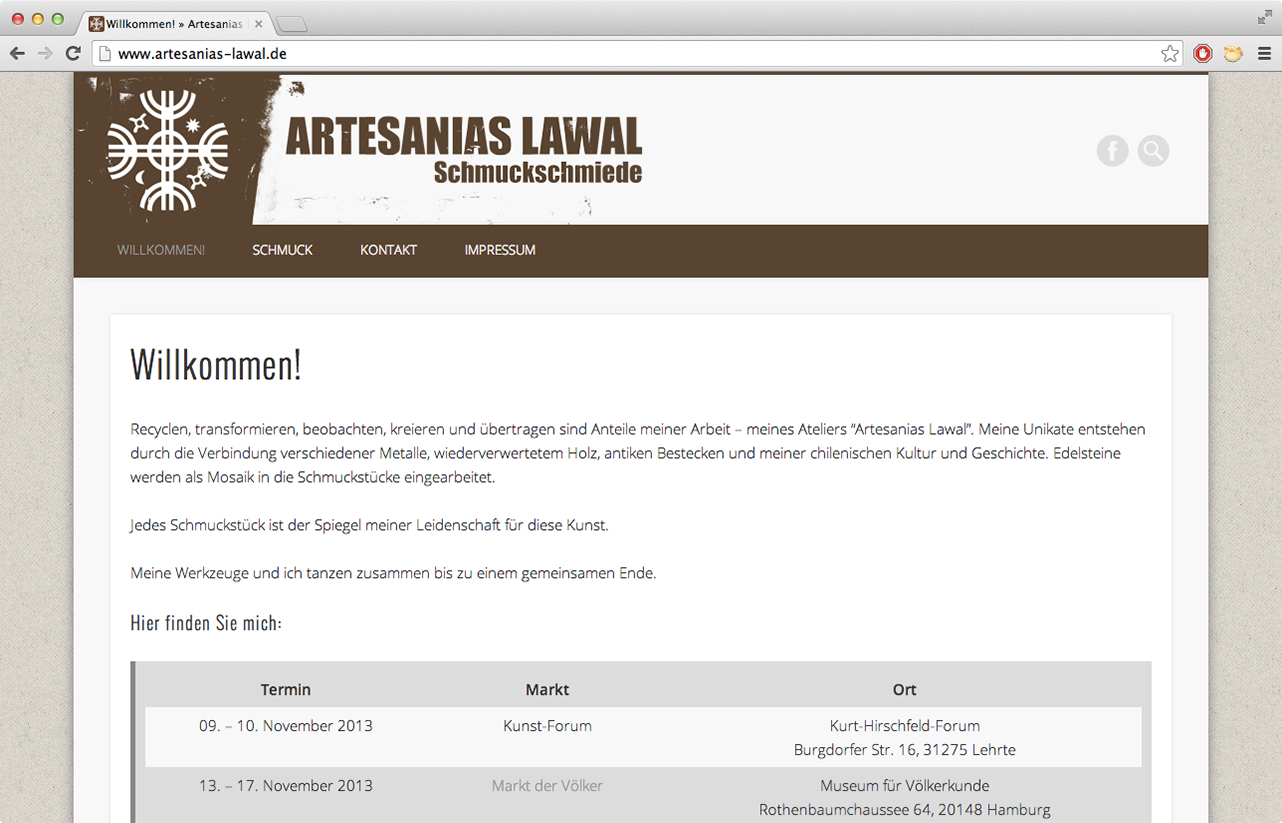 Willkommen! » Artesanias
www.artesanias-lawal.de
ARTESANIAS LAWAL
Schmuckschmiede
WILLKOMMEN! SCHMUCK KONTAKT IMPRESSUM
Willkommen!
Recyclen, transformieren, beobachten, kreieren und übertragen sind Anteile meiner Arbeit – meines Ateliers “Artesanias Lawal”. Meine Unikate entstehen
durch die Verbindung verschiedener Metalle, wiederverwertetem Holz, antiken Bestecken und meiner chilenischen Kultur und Geschichte. Edelsteine
werden als Mosaik in die Schmuckstücke eingearbeitet.
Jedes Schmuckstück ist der Spiegel meiner Leidenschaft für diese Kunst.
Meine Werkzeuge und ich tanzen zusammen bis zu einem gemeinsamen Ende.
Hier finden Sie mich:
Termin Markt Ort
09. – 10. November 2013 Kunst-Forum Kurt-Hirschfeld-Forum
Burgdorfer Str. 16, 31275 Lehrte
13. – 17. November 2013 Markt der Völker Museum für Völkerkunde
Rothenbaumchaussee 64, 20148 Hamburg